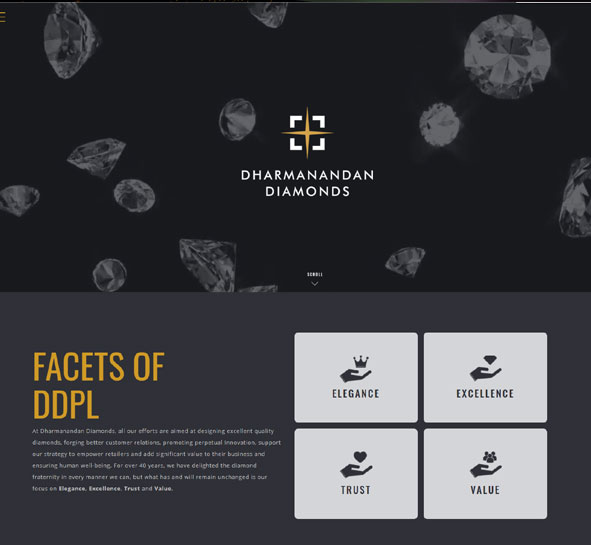 DHARMANANDAN
DIAMONDS
SCROLL
FACETS OF
DDPL
At Dharmanandan Diamonds, all our efforts are aimed at designing excellent quality
diamonds, forging better customer relations, promoting perpetual innovation, support
our strategy to empower retailers and add significant value to their business and
ensuring human well-being. For over 40 years, we have delighted the diamond
fraternity in every manner we can, but what has and will remain unchanged is our
focus on Elegance, Excellence, Trust and Value.
ELEGANCE
EXCELLENCE
TRUST
VALUE